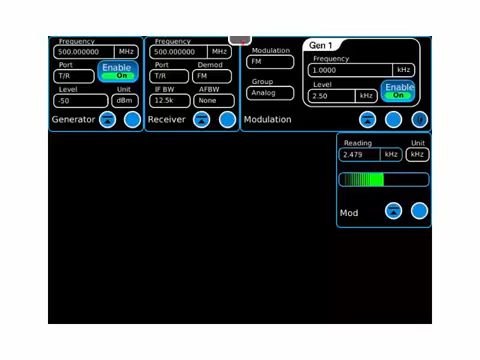 Frequency
500.000000 MHz
Port
Enable
On
T/R
Level Unit
-50 dBm
Generator
Frequency
500.000000 MHz
Port Demod
T/R FM
IF BW AFBW
12.5k None
Receiver
Modulation
FM
Group
Analog
Gen 1
Frequency
1.0000 kHz
Level
2.50 kHz
Enable
On
Modulation
Reading Unit
2.479 kHz kHz
Mod